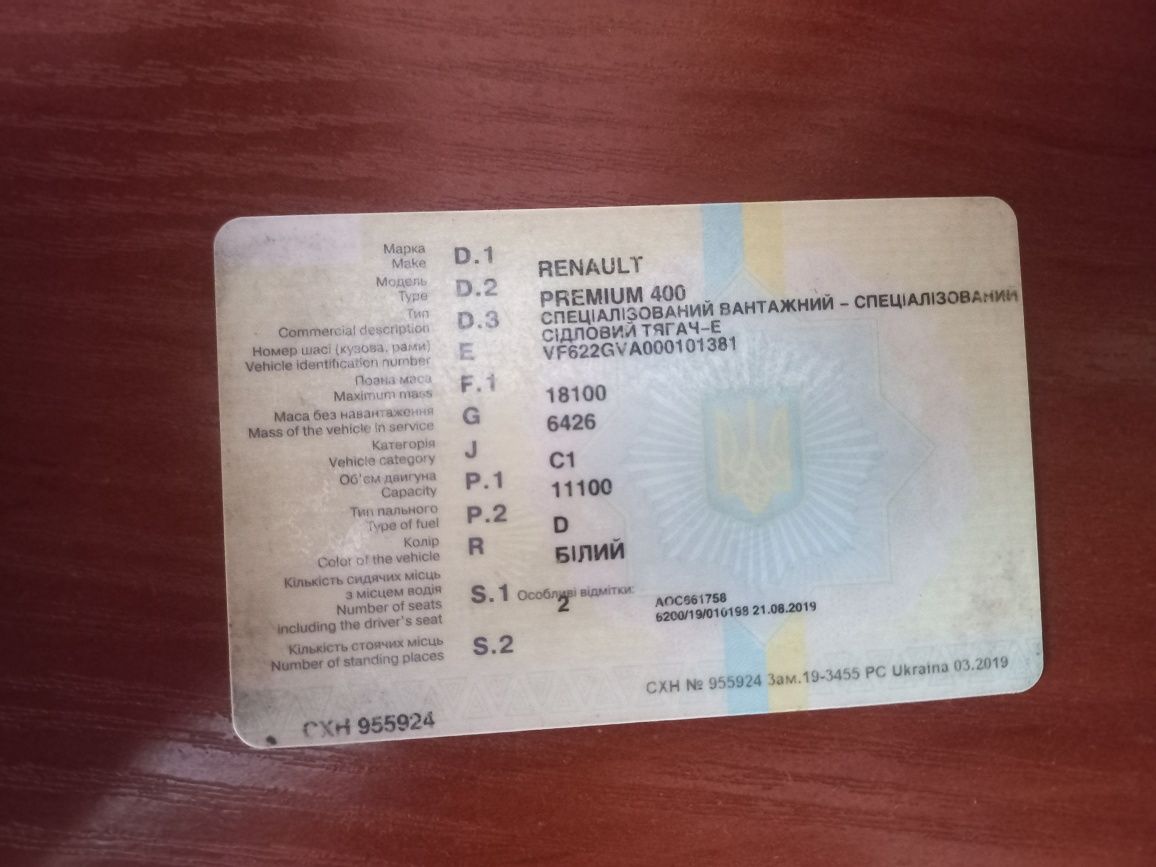 Марка
Make D.1 RENAULT
Модель
Type D.2 PREMIUM 400
Тип
Commercial description D.3 СПЕЦІАЛІЗОВАНИЙ ВАНТАЖНИЙ – СПЕЦІАЛІЗОВАНИЙ
СІДЛОВИЙ ТЯГАЧ–Е
Номер шасі (кузова, рами)
Vehicle identification number E VF622GVA000101381
Повна маса
Maximum mass F.1 18100
Маса без навантаження
Mass of the vehicle in service G 6426
Категорія
Vehicle category J C1
Об'єм двигуна
Capacity P.1 11100
Тип пального
Type of fuel P.2 D
Колір
Color of the vehicle R БІЛИЙ
Кількість сидячих місць
з місцем водія
Number of seats
including the driver's seat S.1 2
Особливі відмітки:
АОС661758
6200/19/010198 21.08.2019
Кількість стоячих місць
Number of standing places S.2
СХН № 955924 Зам.19-3455 PC Ukraina 03.2019
СХН 955924